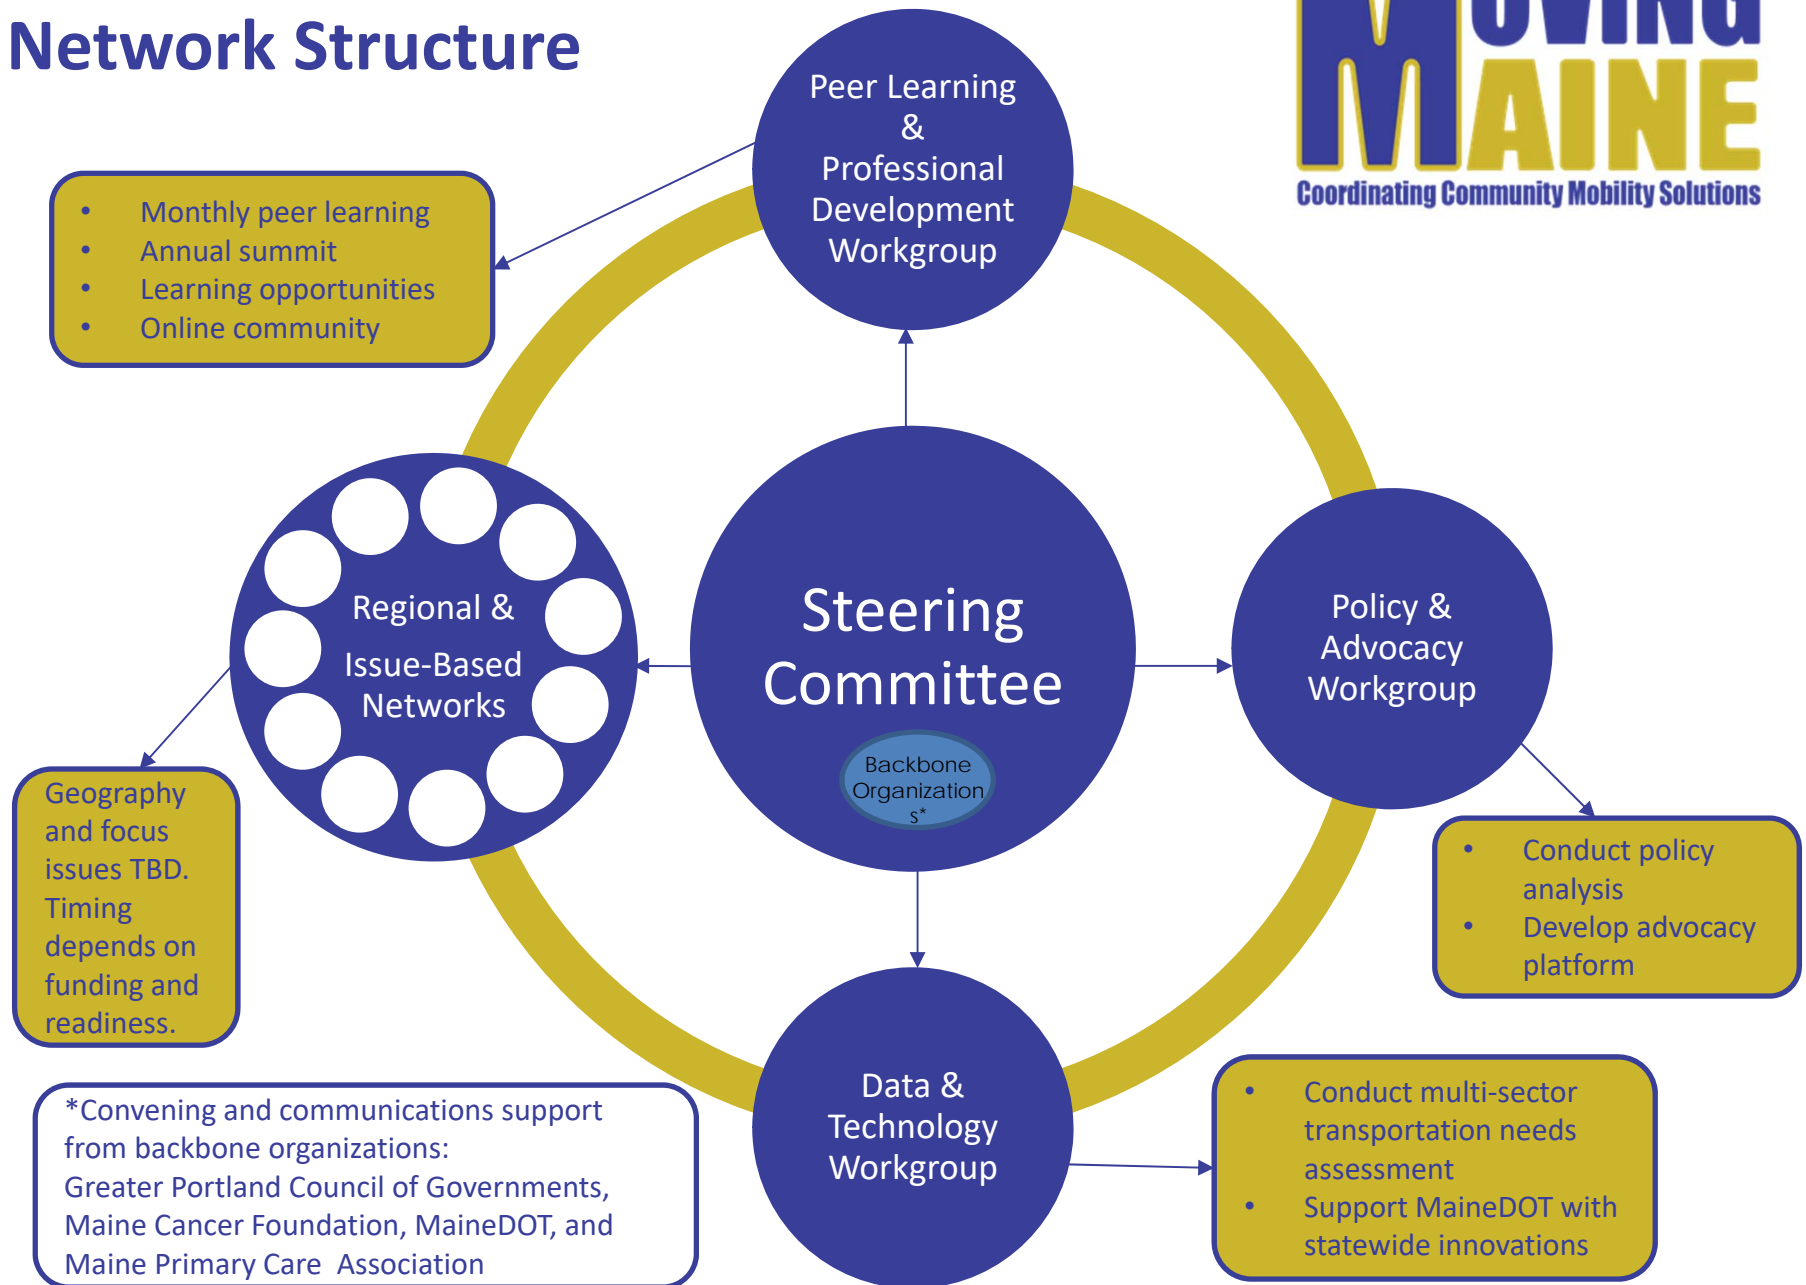 Network Structure
MOVING
MAINE
Coordinating Community Mobility Solutions
Peer Learning
&
Professional
Development
Workgroup
• Monthly peer learning
• Annual summit
• Learning opportunities
• Online community
Regional &
Issue-Based
Networks
Steering
Committee
Backbone
Organization
s*
Policy &
Advocacy
Workgroup
Geography
and focus
issues TBD.
Timing
depends on
funding and
readiness.
• Conduct policy
analysis
• Develop advocacy
platform
Data &
Technology
Workgroup
• Conduct multi-sector
transportation needs
assessment
• Support MaineDOT with
statewide innovations
*Convening and communications support
from backbone organizations:
Greater Portland Council of Governments,
Maine Cancer Foundation, MaineDOT, and
Maine Primary Care  Association